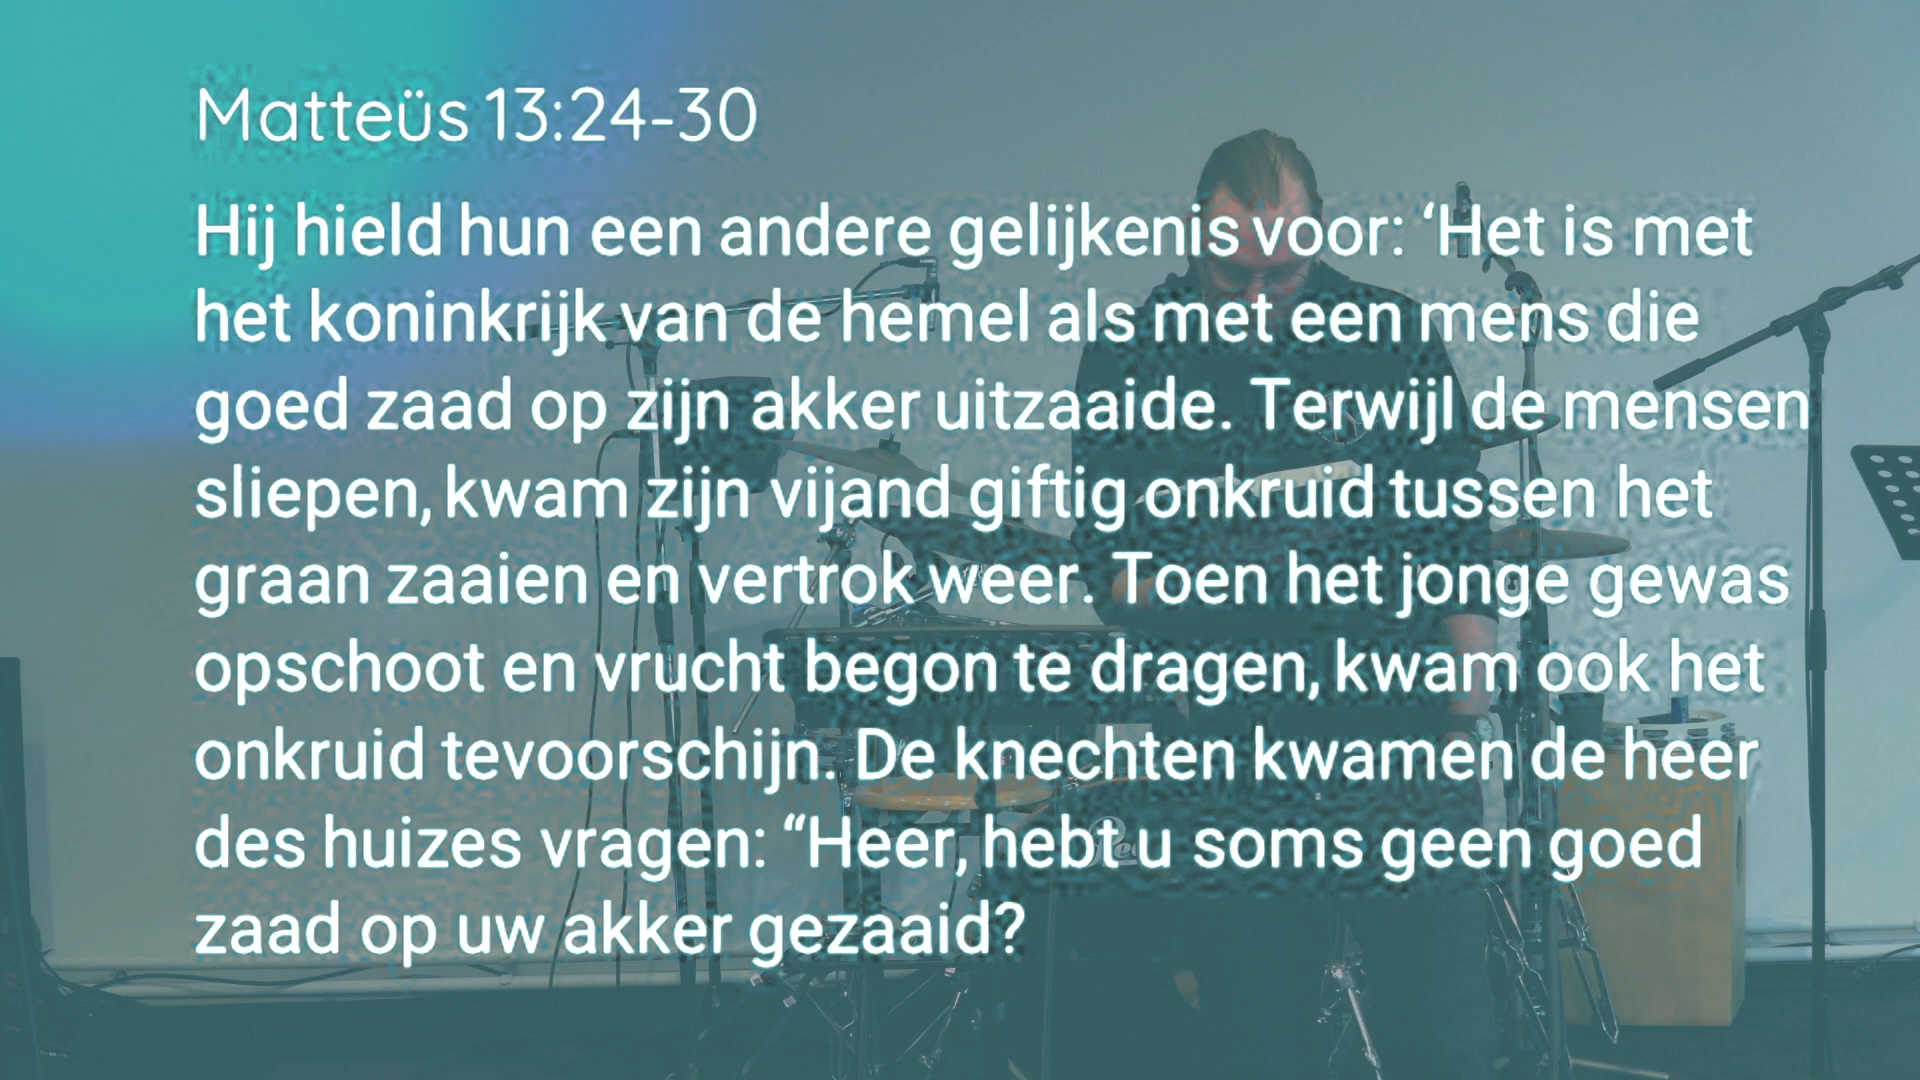 Matteüs 13:24-30
Hij hield hun een andere gelijkenis voor: ‘Het is met
het koninkrijk van de hemel als met een mens die
goed zaad op zijn akker uitzaaide. Terwijl de mensen
sliepen, kwam zijn vijand giftig onkruid tussen het
graan zaaien en vertrok weer. Toen het jonge gewas
opschoot en vrucht begon te dragen, kwam ook het
onkruid tevoorschijn. De knechten kwamen de heer
des huizes vragen: “Heer, hebt u soms geen goed
zaad op uw akker gezaaid?